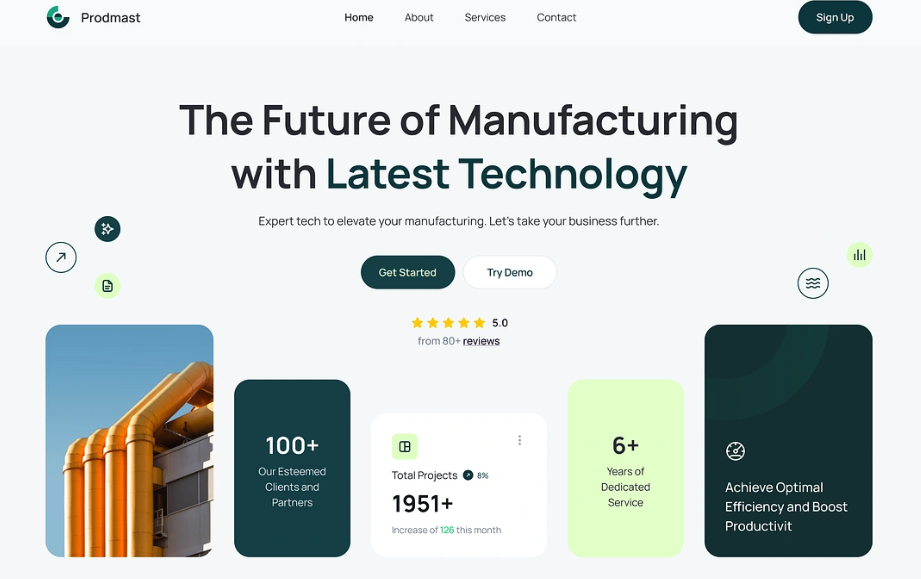 Prodmast
Home
About
Services
Contact
Sign Up
The Future of Manufacturing
with Latest Technology
Expert tech to elevate your manufacturing. Let's take your business further.
Get Started
Try Demo
5.0
from 80+ reviews
100+
Our Esteemed
Clients and
Partners
Total Projects
8%
1951+
Increase of 126 this month
6+
Years of
Dedicated
Service
Achieve Optimal
Efficiency and Boost
Productivit